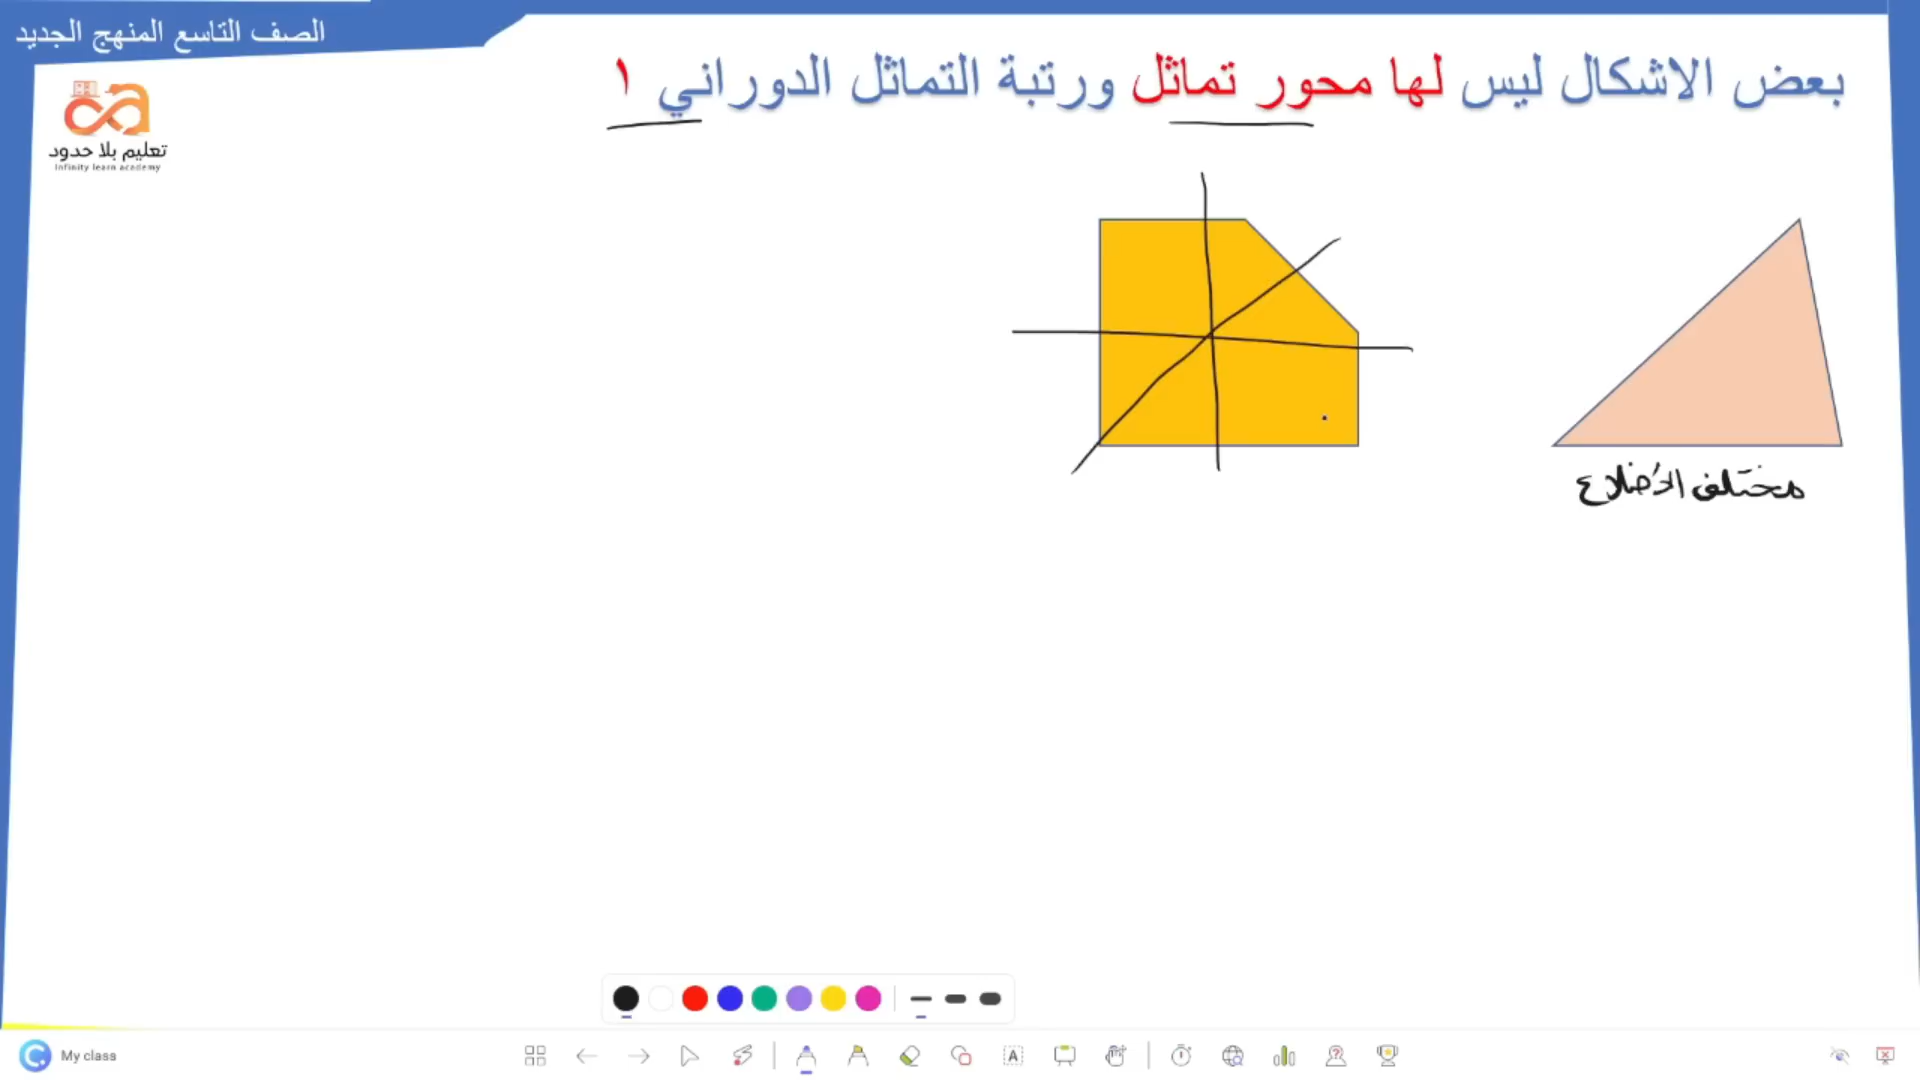 الصف التاسع المنهج الجديد
بعض الاشكال ليس لها محور تماثل ورتبة التماثل الدوراني ١
تعليم بلا حدود
Infinity learn academy
مختلف الأضلاع
My class